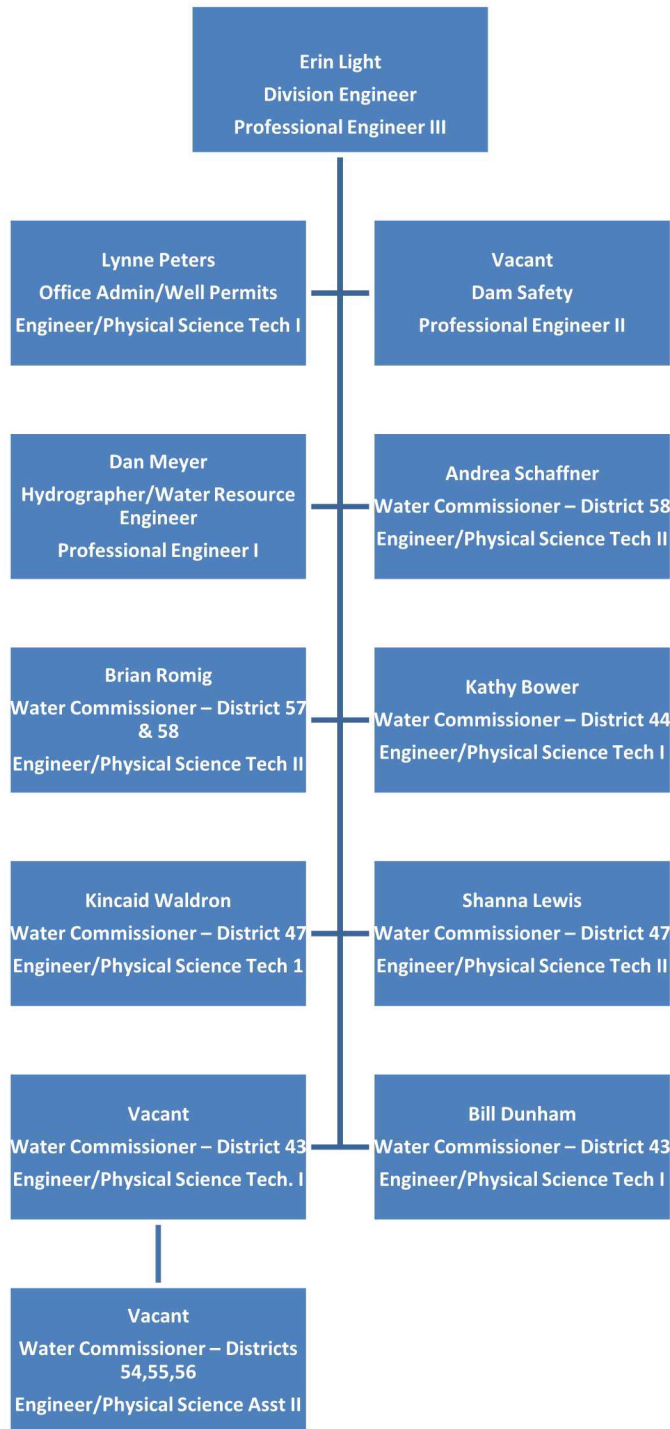 Erin Light
Division Engineer
Professional Engineer III
Lynne Peters
Office Admin/Well Permits
Engineer/Physical Science Tech I
Vacant
Dam Safety
Professional Engineer II
Dan Meyer
Hydrographer/Water Resource
Engineer
Professional Engineer I
Andrea Schaffner
Water Commissioner – District 58
Engineer/Physical Science Tech II
Brian Romig
Water Commissioner – District 57
& 58
Engineer/Physical Science Tech II
Kathy Bower
Water Commissioner – District 44
Engineer/Physical Science Tech I
Kincaid Waldron
Water Commissioner – District 47
Engineer/Physical Science Tech 1
Shanna Lewis
Water Commissioner – District 47
Engineer/Physical Science Tech II
Vacant
Water Commissioner – District 43
Engineer/Physical Science Tech. I
Bill Dunham
Water Commissioner – District 43
Engineer/Physical Science Tech I
Vacant
Water Commissioner – Districts
54,55,56
Engineer/Physical Science Asst II